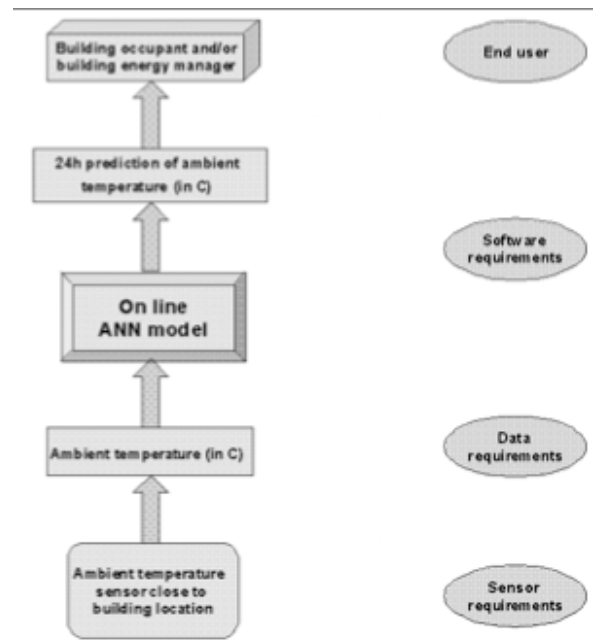 Building occupant and/or
building energy manager
End user
24h prediction of ambient
temperature (in C)
Software
requirements
On line
ANN model
Ambient temperature (in C)
Data
requirements
Ambient temperature
sensor close to
building location
Sensor
requirements